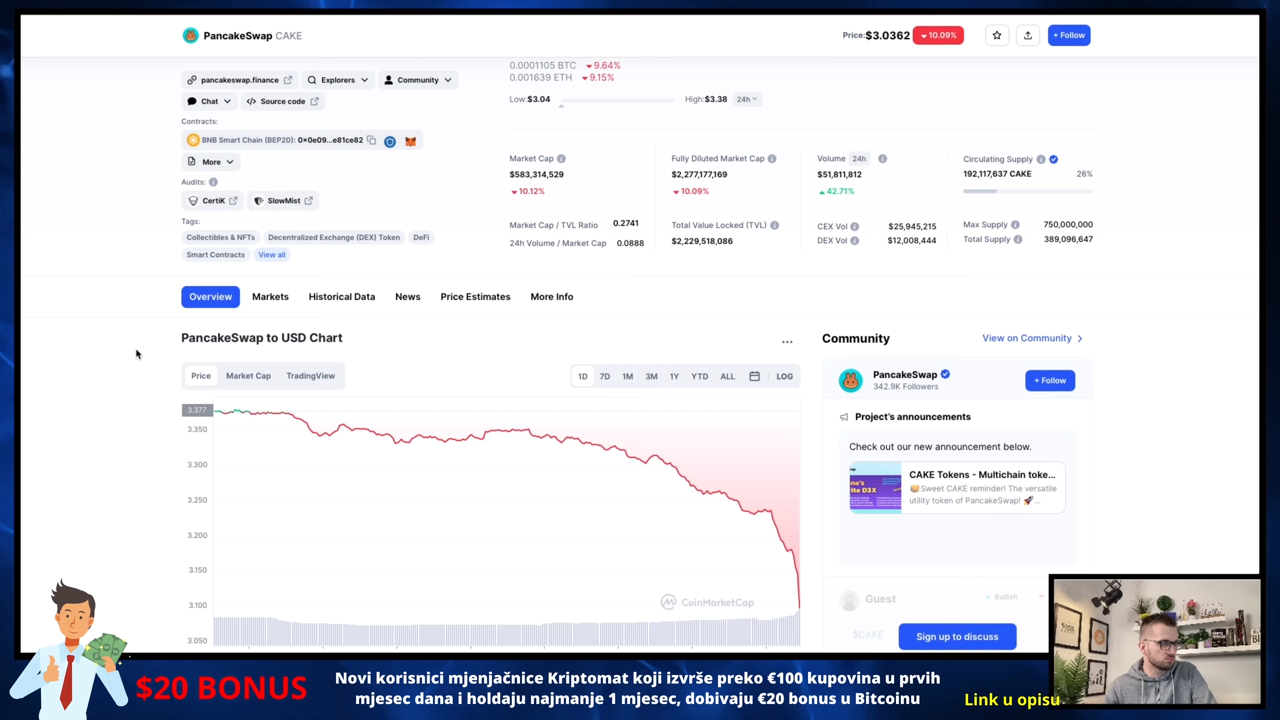 PancakeSwap CAKE
Price: $3.0362 10.09%
+ Follow
pancakeswap.finance Explorers Community
Chat Source code
Contracts:
BNB Smart Chain (BEP20): 0x0e09...e81ce82
More
Audits:
CertiK SlowMist
Tags:
Collectibles & NFTs Decentralized Exchange (DEX) Token DeFi
Smart Contracts View all
0.0001105 BTC 9.64%
0.001639 ETH 9.15%
Low: $3.04 High: $3.38 24h
Market Cap
$583,314,529
10.12%
Fully Diluted Market Cap
$2,277,177,169
10.09%
Volume 24h
$51,811,812
42.71%
Circulating Supply
192,117,637 CAKE 26%
Market Cap / TVL Ratio 0.2741
24h Volume / Market Cap 0.0888
Total Value Locked (TVL)
$2,229,518,086
CEX Vol $25,945,215
DEX Vol $12,008,444
Max Supply 750,000,000
Total Supply 389,096,647
Overview Markets Historical Data News Price Estimates More Info
PancakeSwap to USD Chart
...
Price Market Cap TradingView
1D 7D 1M 3M 1Y YTD ALL LOG
3.377
3.350
3.300
3.250
3.200
3.150
3.100
3.050
CoinMarketCap
Community View on Community
PancakeSwap
342.9K Followers
+ Follow
Project's announcements
Check out our new announcement below.
CAKE Tokens - Multichain toke...
Sweet CAKE reminder! The versatile
utility token of PancakeSwap! ...
Guest Bullish
$CAKE
Sign up to discuss
$20 BONUS
Novi korisnici mjenjačnice Kriptomat koji izvrše preko €100 kupovina u prvih
mjesec dana i holdaju najmanje 1 mjesec, dobivaju €20 bonus u Bitcoinu
Link u opisu